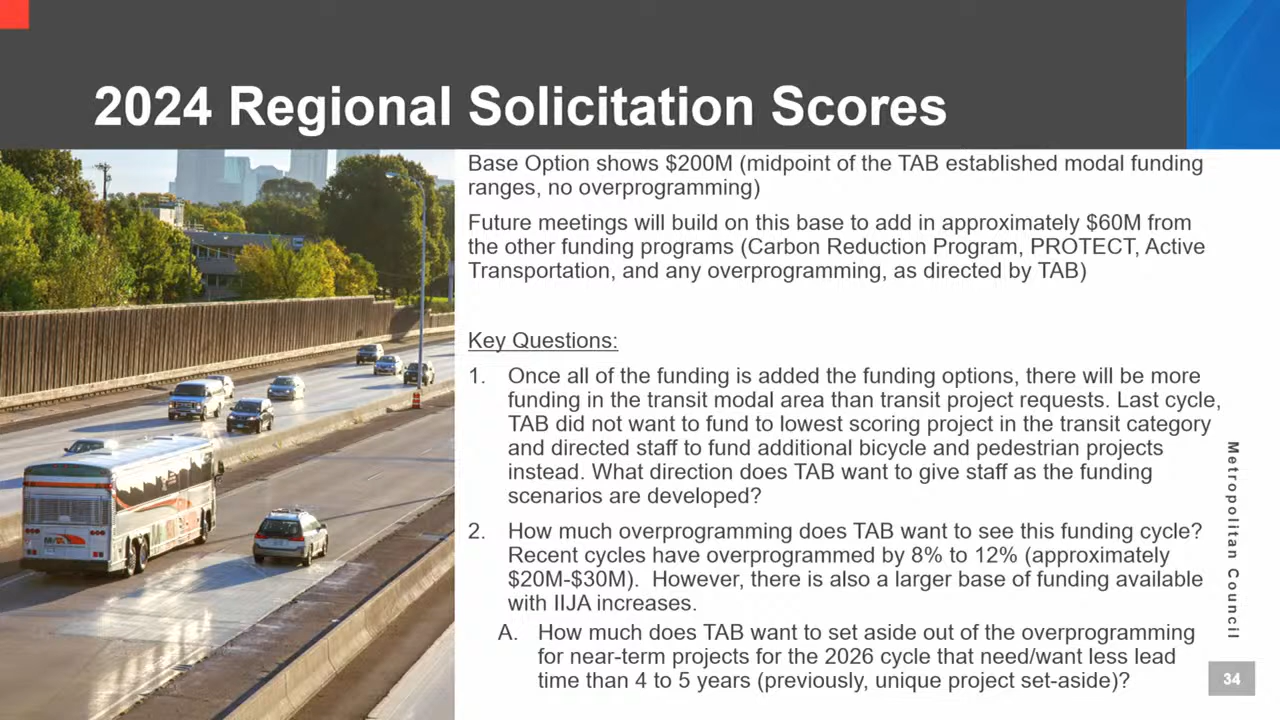 2024 Regional Solicitation Scores
Base Option shows $200M (midpoint of the TAB established modal funding
ranges, no overprogramming)
Future meetings will build on this base to add in approximately $60M from
the other funding programs (Carbon Reduction Program, PROTECT, Active
Transportation, and any overprogramming, as directed by TAB)
Key Questions:
1. Once all of the funding is added the funding options, there will be more
funding in the transit modal area than transit project requests. Last cycle,
TAB did not want to fund to lowest scoring project in the transit category
and directed staff to fund additional bicycle and pedestrian projects
instead. What direction does TAB want to give staff as the funding
scenarios are developed?
2. How much overprogramming does TAB want to see this funding cycle?
Recent cycles have overprogrammed by 8% to 12% (approximately
$20M-$30M). However, there is also a larger base of funding available
with IIJA increases.
A. How much does TAB want to set aside out of the overprogramming
for near-term projects for the 2026 cycle that need/want less lead
time than 4 to 5 years (previously, unique project set-aside)?
Metropolitan Council
34